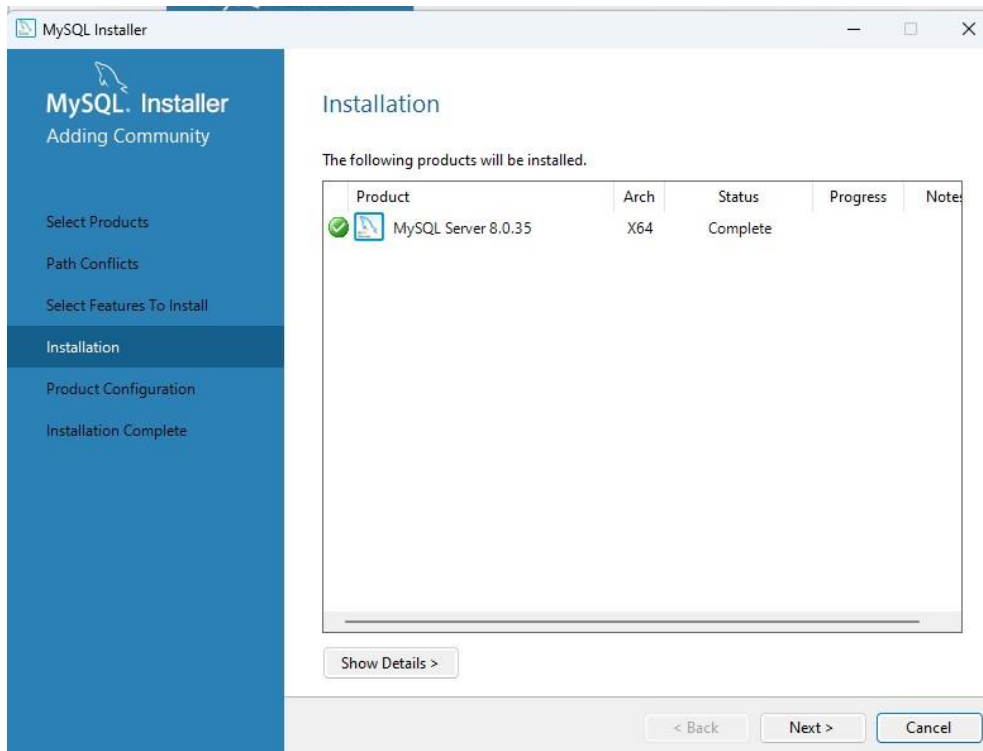 MySQL Installer
MySQL. Installer
Adding Community
Select Products
Path Conflicts
Select Features To Install
Installation
Product Configuration
Installation Complete
Installation
The following products will be installed.
Product Arch Status Progress Notes
MySQL Server 8.0.35 X64 Complete
Show Details >
< Back Next > Cancel